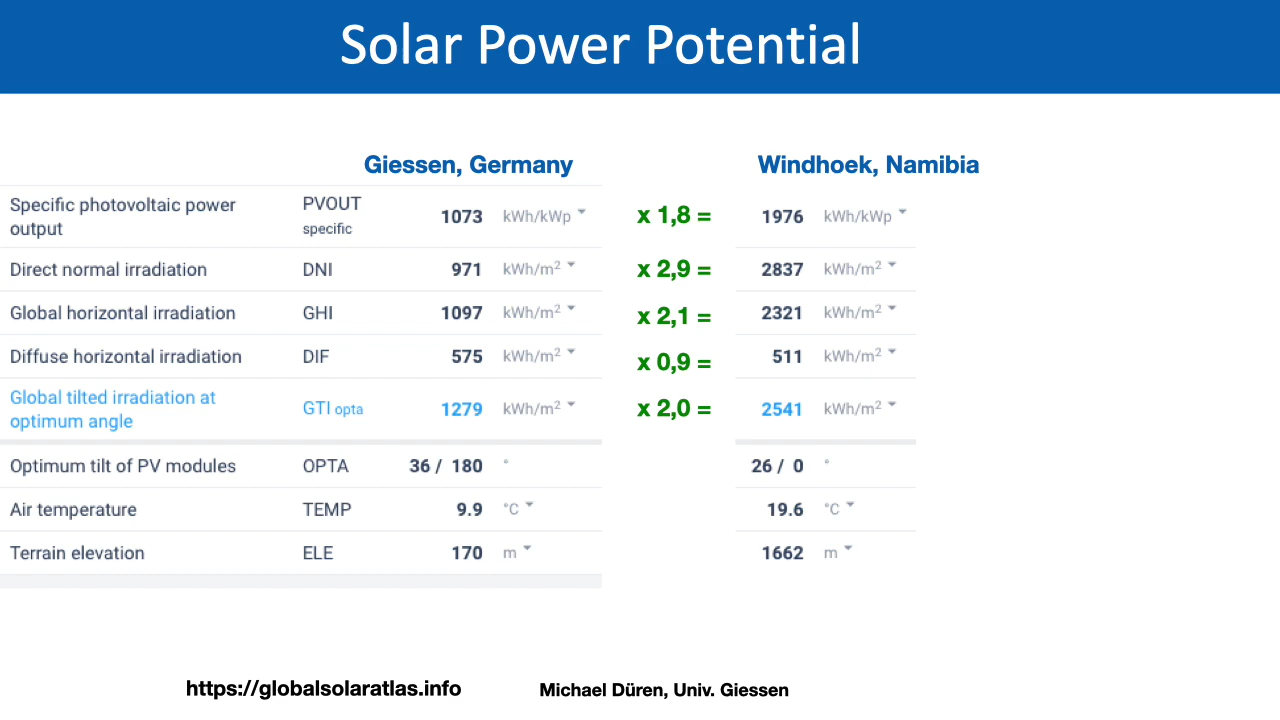 Solar Power Potential
Giessen, Germany
Windhoek, Namibia
Specific photovoltaic power
output
PVOUT
specific
1073 kWh/kWp
x 1,8 =
1976 kWh/kWp
Direct normal irradiation DNI 971 kWh/m² x 2,9 = 2837 kWh/m²
Global horizontal irradiation GHI 1097 kWh/m² x 2,1 = 2321 kWh/m²
Diffuse horizontal irradiation DIF 575 kWh/m² x 0,9 = 511 kWh/m²
Global tilted irradiation at
optimum angle
GTI opta 1279 kWh/m² x 2,0 = 2541 kWh/m²
Optimum tilt of PV modules OPTA 36 / 180 ° 26 / 0 °
Air temperature TEMP 9.9 °C 19.6 °C
Terrain elevation ELE 170 m 1662 m
https://globalsolaratlas.info
Michael Düren, Univ. Giessen